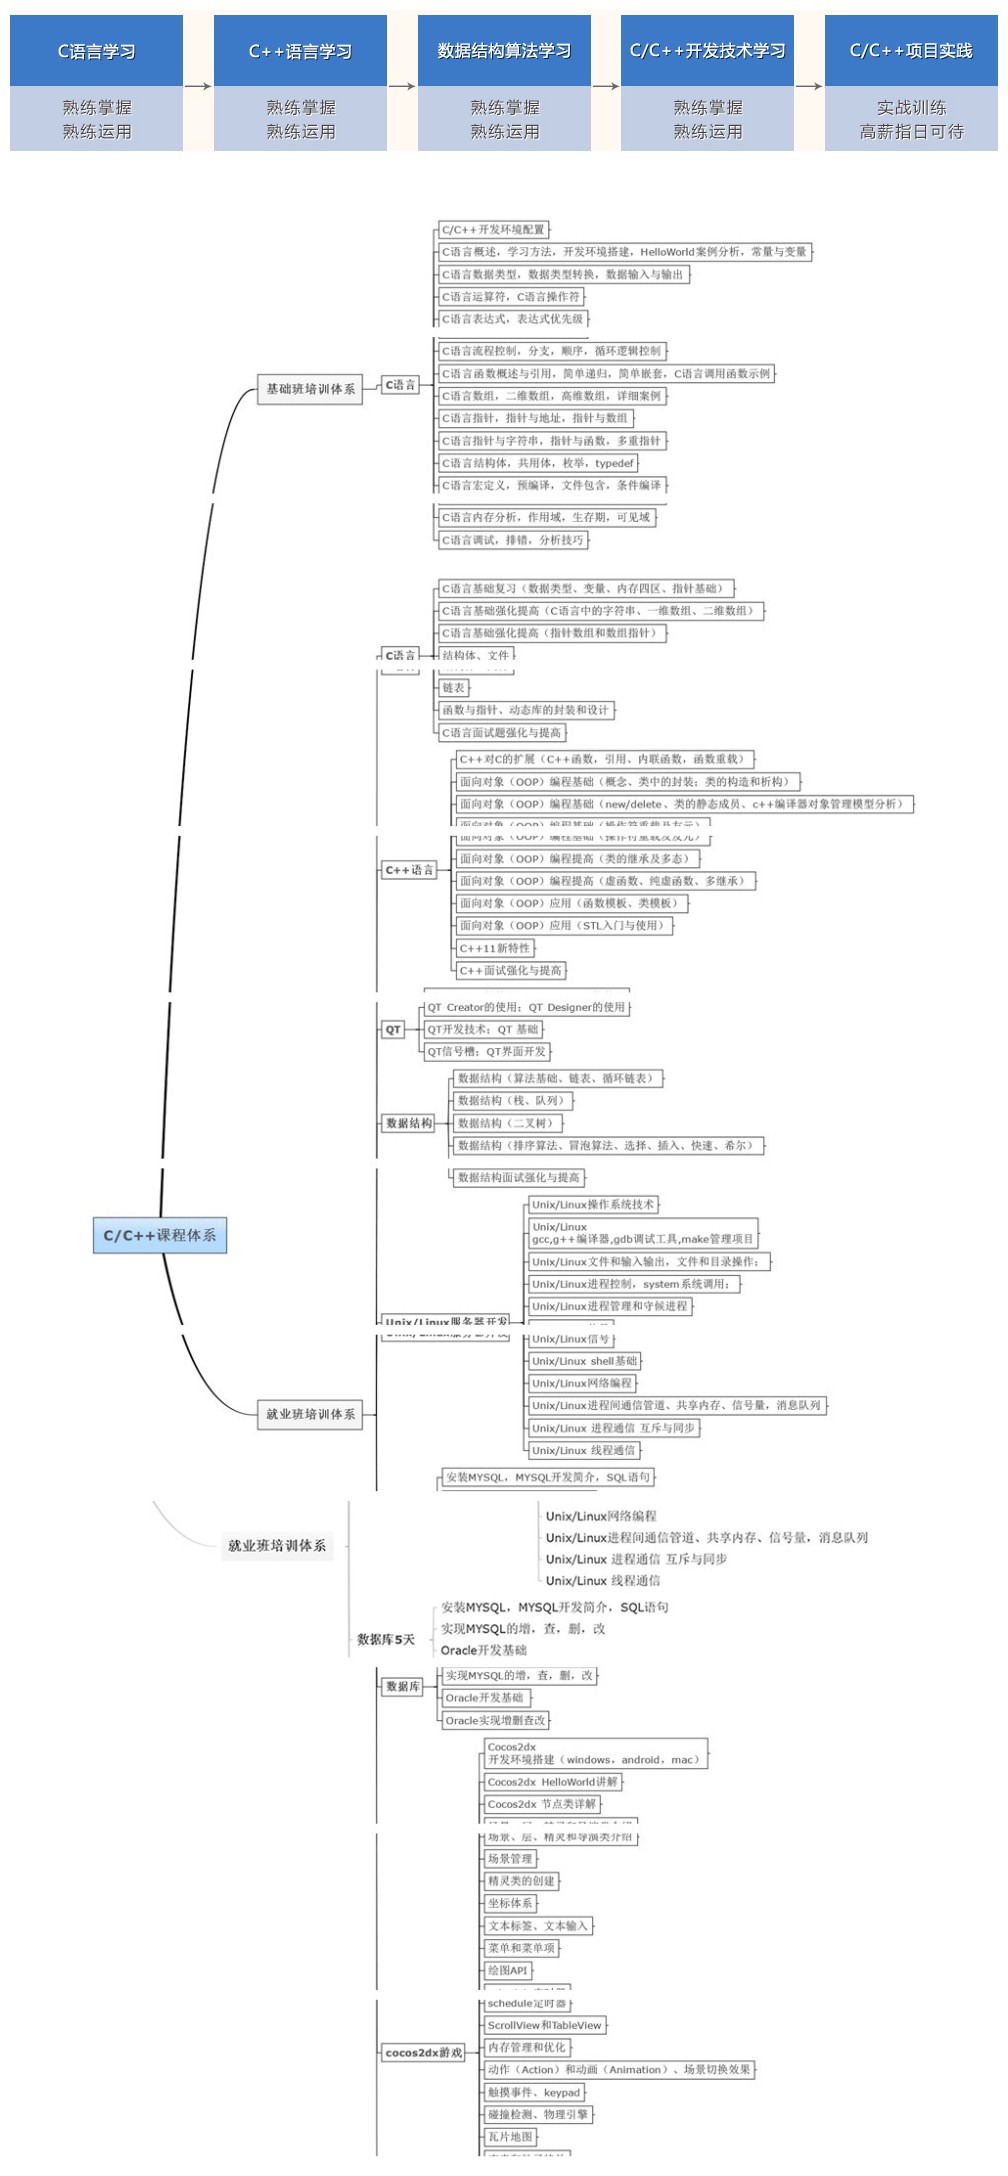 C语言学习
C++语言学习
数据结构算法学习
C/C++开发技术学习
C/C++项目实践
熟练掌握
熟练运用
熟练掌握
熟练运用
熟练掌握
熟练运用
熟练掌握
熟练运用
实战训练
高薪指日可待
C/C++课程体系
基础班培训体系
C语言
C/C++开发环境配置
C语言概述，学习方法，开发环境搭建，HelloWorld案例分析，常量与变量
C语言数据类型，数据类型转换，数据输入与输出
C语言运算符，C语言操作符
C语言表达式，表达式优先级
C语言流程控制，分支，顺序，循环逻辑控制
C语言函数概述与引用，简单递归，简单嵌套，C语言调用函数示例
C语言数组，二维数组，高维数组，详细案例
C语言指针，指针与地址，指针与数组
C语言指针与字符串，指针与函数，多重指针
C语言结构体，共用体，枚举，typedef
C语言宏定义，预编译，文件包含，条件编译
C语言内存分析，作用域，生存期，可见域
C语言调试，排错，分析技巧
就业班培训体系
C语言
C语言基础复习（数据类型、变量、内存四区、指针基础）
C语言基础强化提高（C语言中的字符串、一维数组、二维数组）
C语言基础强化提高（指针数组和数组指针）
结构体、文件
链表
函数与指针、动态库的封装和设计
C语言面试题强化与提高
C++语言
C++对C的扩展（C++函数，引用、内联函数，函数重载）
面向对象（OOP）编程基础（概念、类中的封装；类的构造和析构）
面向对象（OOP）编程基础（new/delete、类的静态成员、c++编译器对象管理模型分析）
面向对象（OOP）编程基础（操作符重载及友元）
面向对象（OOP）编程提高（类的继承及多态）
面向对象（OOP）编程提高（虚函数、纯虚函数、多继承）
面向对象（OOP）应用（函数模板、类模板）
面向对象（OOP）应用（STL入门与使用）
C++11新特性
C++面试强化与提高
QT
QT Creator的使用；QT Designer的使用
QT开发技术；QT 基础
QT信号槽；QT界面开发
数据结构
数据结构（算法基础、链表、循环链表）
数据结构（栈、队列）
数据结构（二叉树）
数据结构（排序算法、冒泡算法、选择、插入、快速、希尔）
数据结构面试强化与提高
Unix/Linux服务器开发
Unix/Linux操作系统技术
Unix/Linux
gcc,g++编译器,gdb调试工具,make管理项目
Unix/Linux文件和输入输出，文件和目录操作；
Unix/Linux进程控制，system系统调用；
Unix/Linux进程管理和守候进程
Unix/Linux信号
Unix/Linux shell基础
Unix/Linux网络编程
Unix/Linux进程间通信管道、共享内存、信号量，消息队列
Unix/Linux 进程通信 互斥与同步
Unix/Linux 线程通信
安装MYSQL，MYSQL开发简介，SQL语句
Unix/Linux网络编程
就业班培训体系
Unix/Linux进程间通信管道、共享内存、信号量，消息队列
Unix/Linux 进程通信 互斥与同步
Unix/Linux 线程通信
数据库5天
安装MYSQL，MYSQL开发简介，SQL语句
实现MYSQL的增，查，删，改
Oracle开发基础
数据库
实现MYSQL的增，查，删，改
Oracle开发基础
Oracle实现增删查改
cocos2dx游戏
Cocos2dx
开发环境搭建（windows，android，mac）
Cocos2dx HelloWorld讲解
Cocos2dx 节点类详解
场景、层、精灵和导演类介绍
场景管理
精灵类的创建
坐标体系
文本标签、文本输入
菜单和菜单项
绘图API
schedule定时器
ScrollView和TableView
内存管理和优化
动作（Action）和动画（Animation）、场景切换效果
触摸事件、keypad
碰撞检测、物理引擎
瓦片地图